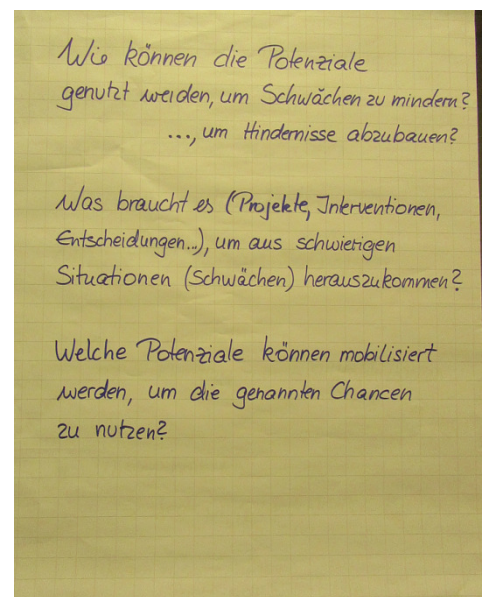 Wie können die Potenziale
genutzt werden, um Schwächen zu mindern?
..., um Hindernisse abzubauen?
Was braucht es (Projekte, Interventionen,
Entscheidungen...), um aus schwierigen
Situationen (Schwächen) herauszukommen?
Welche Potenziale können mobilisiert
werden, um die genannten Chancen
zu nutzen?